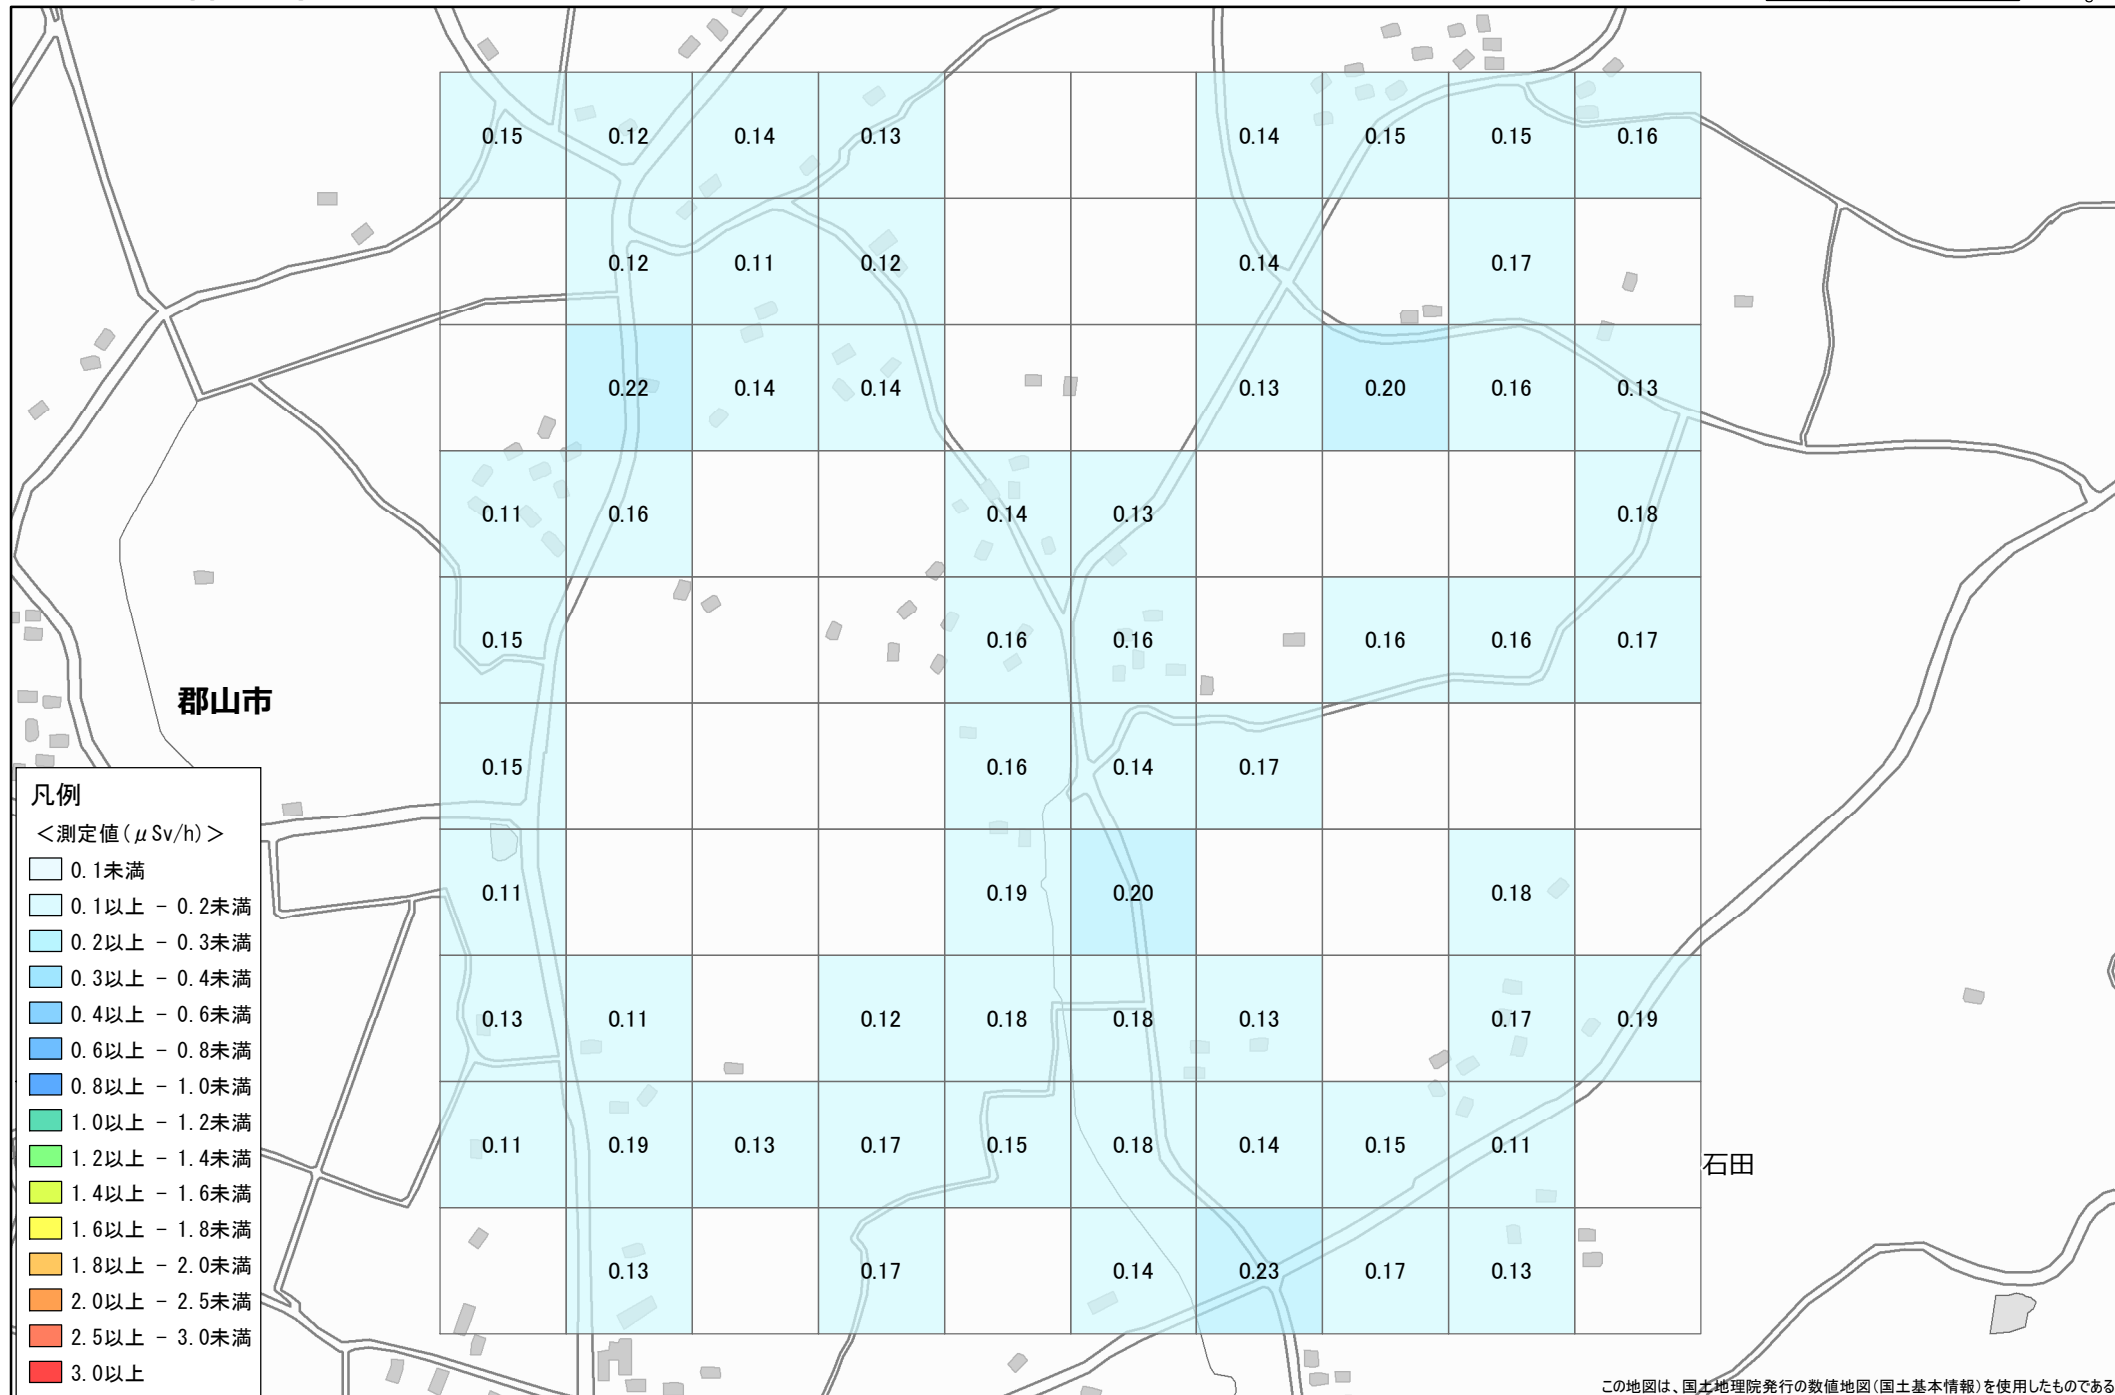 0.15 0.12 0.14 0.13 0.14 0.15 0.15 0.16
0.12 0.11 0.12 0.14 0.17
0.22 0.14 0.14 0.13 0.20 0.16 0.13
0.11 0.16 0.14 0.13 0.18
0.15 0.16 0.16 0.16 0.16 0.17
郡山市
0.15 0.16 0.14 0.17
0.11 0.19 0.20 0.18
0.13 0.11 0.12 0.18 0.18 0.13 0.17 0.19
0.11 0.19 0.13 0.17 0.15 0.18 0.14 0.15 0.11
石田
0.13 0.17 0.14 0.23 0.17 0.13
凡例
＜測定値(μSv/h)＞
0.1未満
0.1以上 － 0.2未満
0.2以上 － 0.3未満
0.3以上 － 0.4未満
0.4以上 － 0.6未満
0.6以上 － 0.8未満
0.8以上 － 1.0未満
1.0以上 － 1.2未満
1.2以上 － 1.4未満
1.4以上 － 1.6未満
1.6以上 － 1.8未満
1.8以上 － 2.0未満
2.0以上 － 2.5未満
2.5以上 － 3.0未満
3.0以上
この地図は、国土地理院発行の数値地図(国土基本情報)を使用したものである